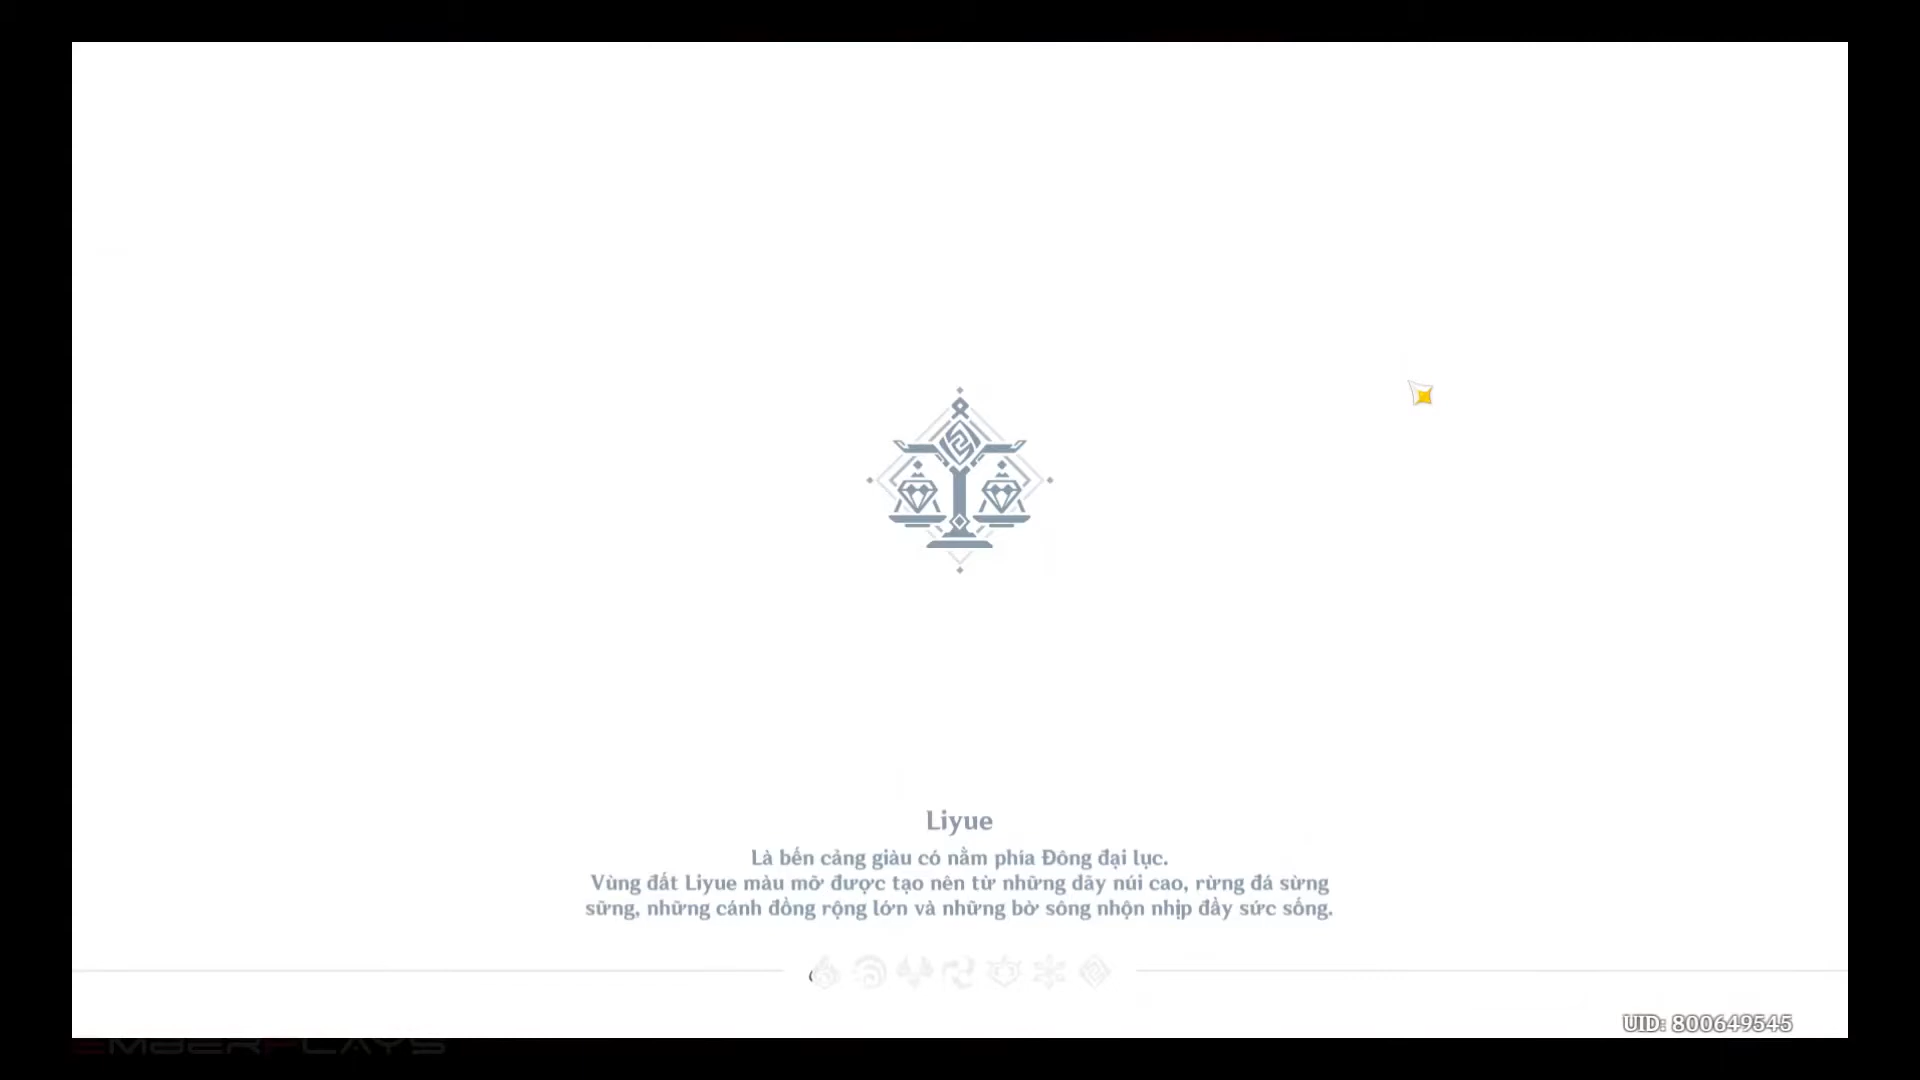 Liyue
Là bến cảng giàu có nằm phía Đông đại lục.
Vùng đất Liyue màu mỡ được tạo nên từ những dãy núi cao, rừng đá sừng
sững, những cánh đồng rộng lớn và những bờ sông nhộn nhịp đầy sức sống.
UID: 800649545
EMBERPLAYS